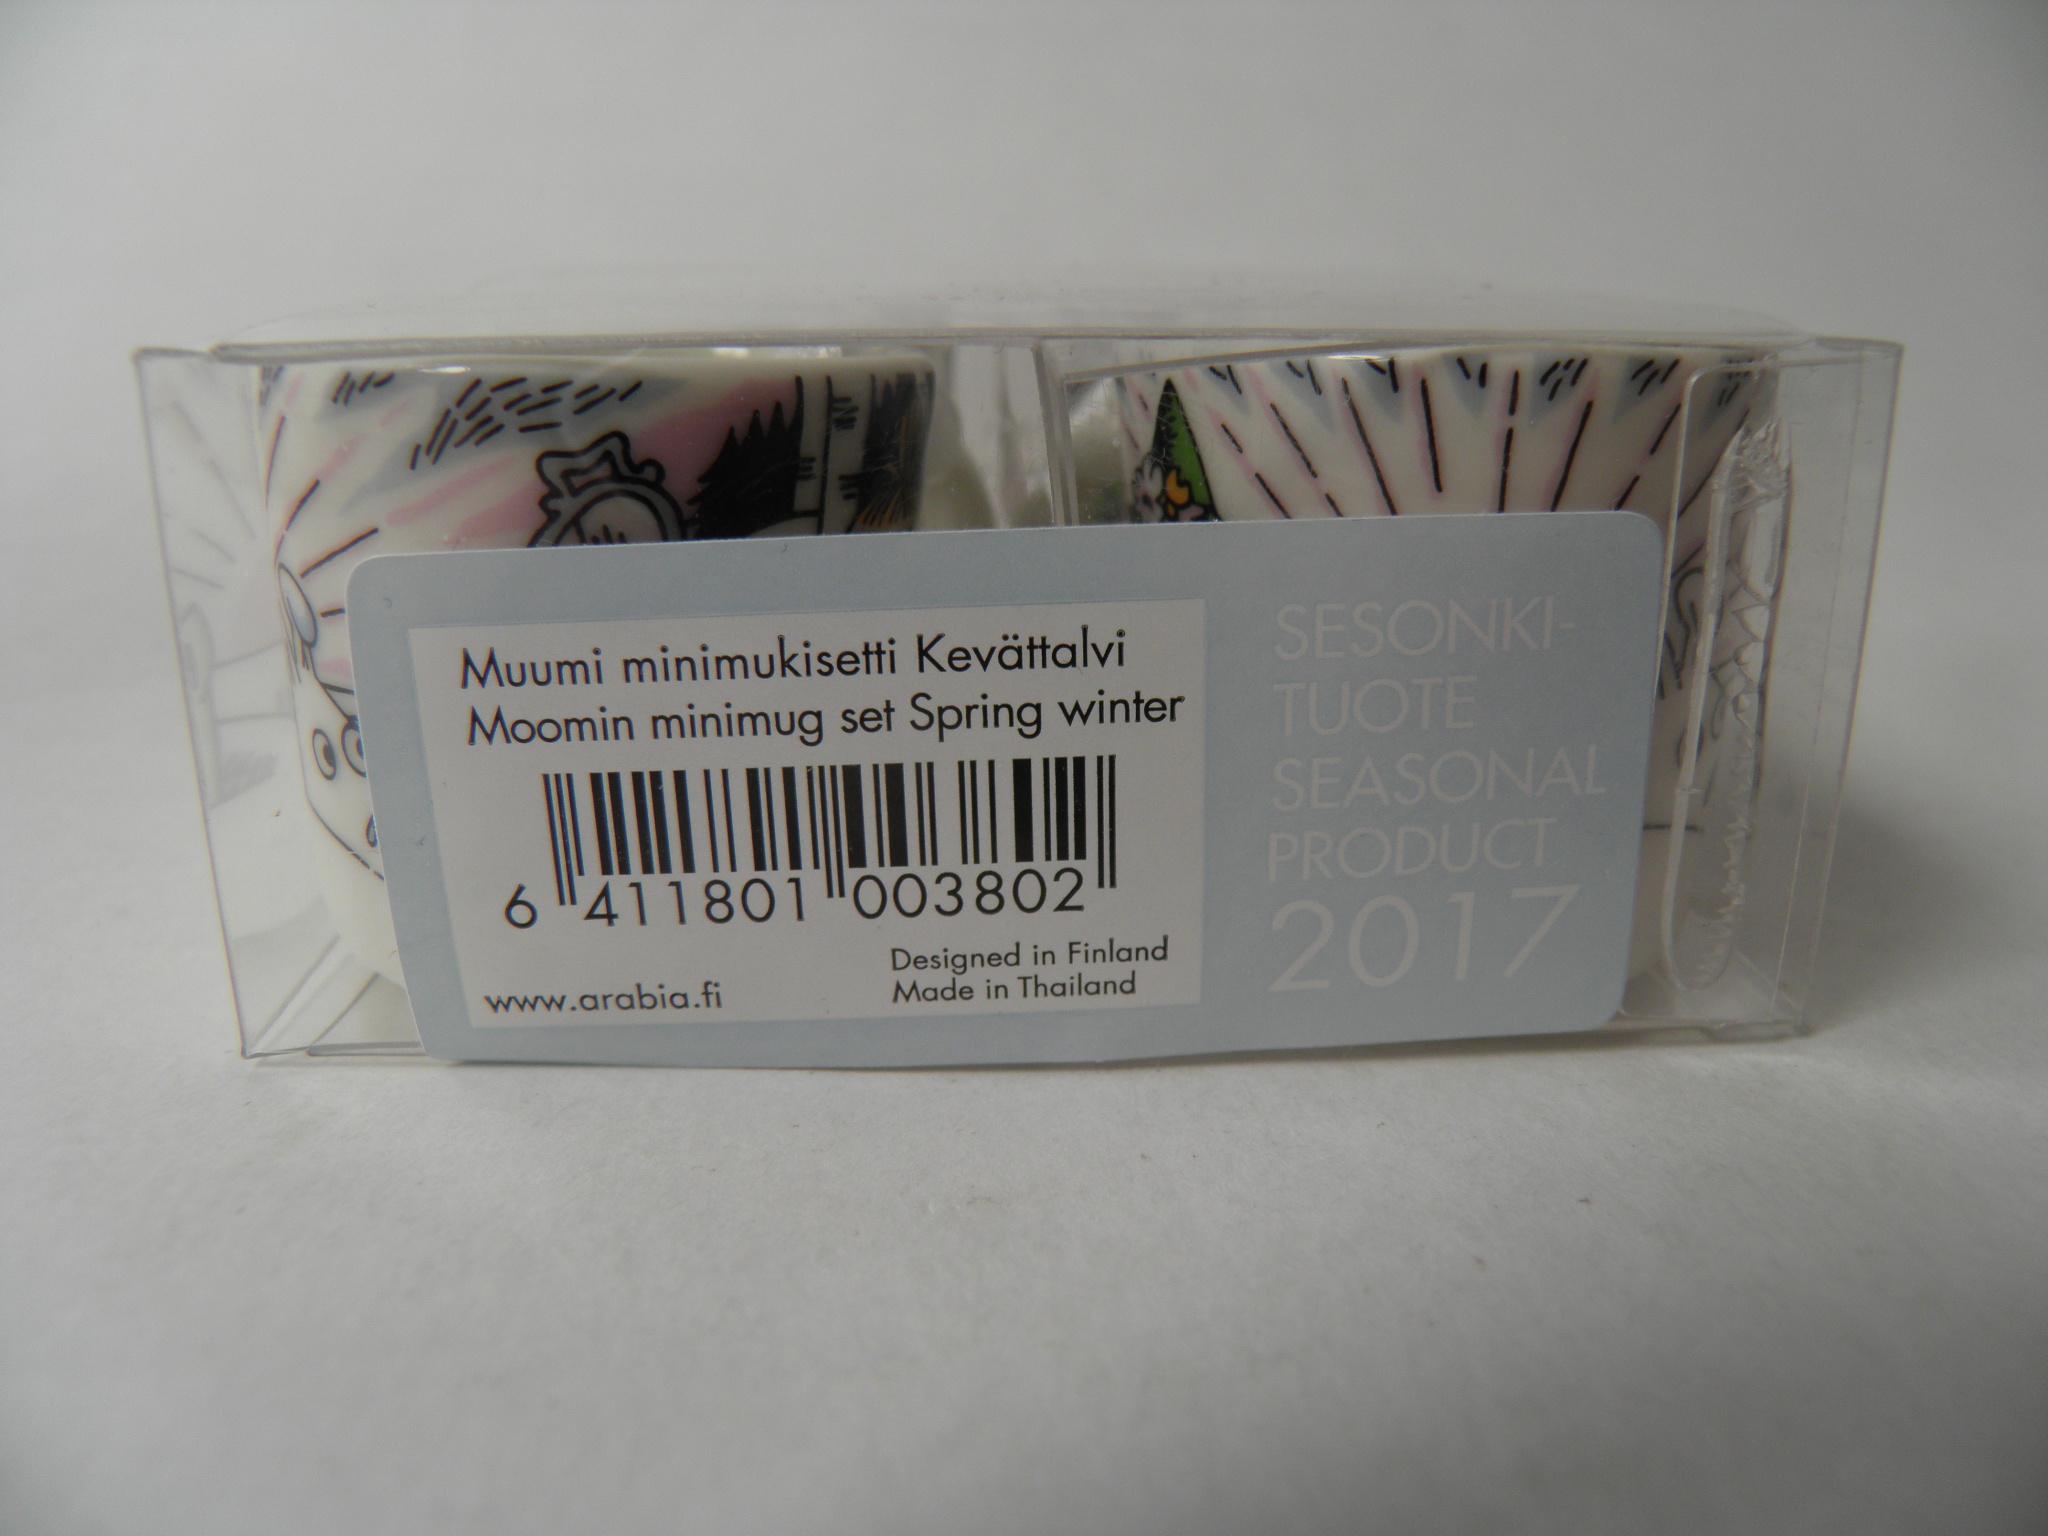 Muumi minimukisetti Kevättalvi
Moomin minimug set Spring winter
6 411801 003802
www.arabia.fi
Designed in Finland
Made in Thailand
SESONKI-
TUOTE
SEASONAL
PRODUCT
2017